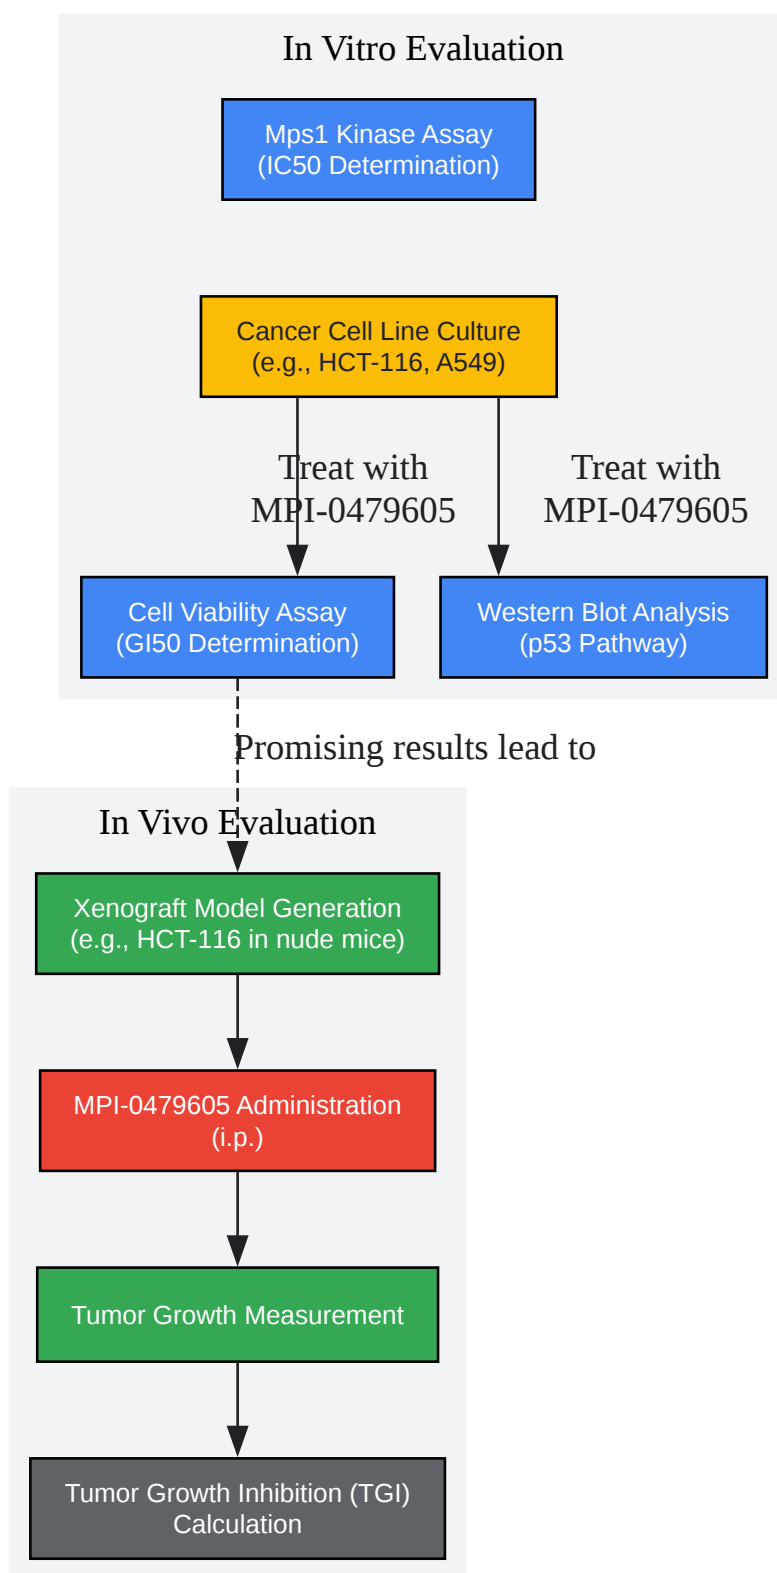 In Vitro Evaluation
Mps1 Kinase Assay
(IC50 Determination)
Cancer Cell Line Culture
(e.g., HCT-116, A549)
Treat with
MPI-0479605
Treat with
MPI-0479605
Cell Viability Assay
(GI50 Determination)
Western Blot Analysis
(p53 Pathway)
Promising results lead to
In Vivo Evaluation
Xenograft Model Generation
(e.g., HCT-116 in nude mice)
MPI-0479605 Administration
(i.p.)
Tumor Growth Measurement
Tumor Growth Inhibition (TGI)
Calculation